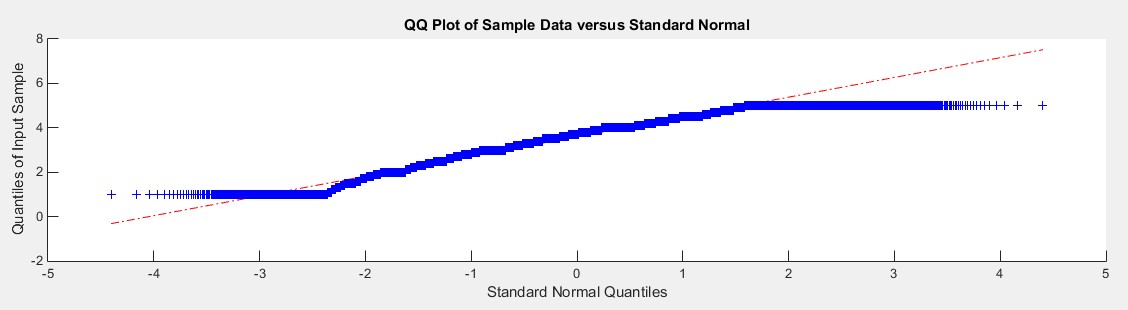 QQ Plot of Sample Data versus Standard Normal
Quantiles of Input Sample
8
6
4
2
0
-2
-5 -4 -3 -2 -1 0 1 2 3 4 5
Standard Normal Quantiles